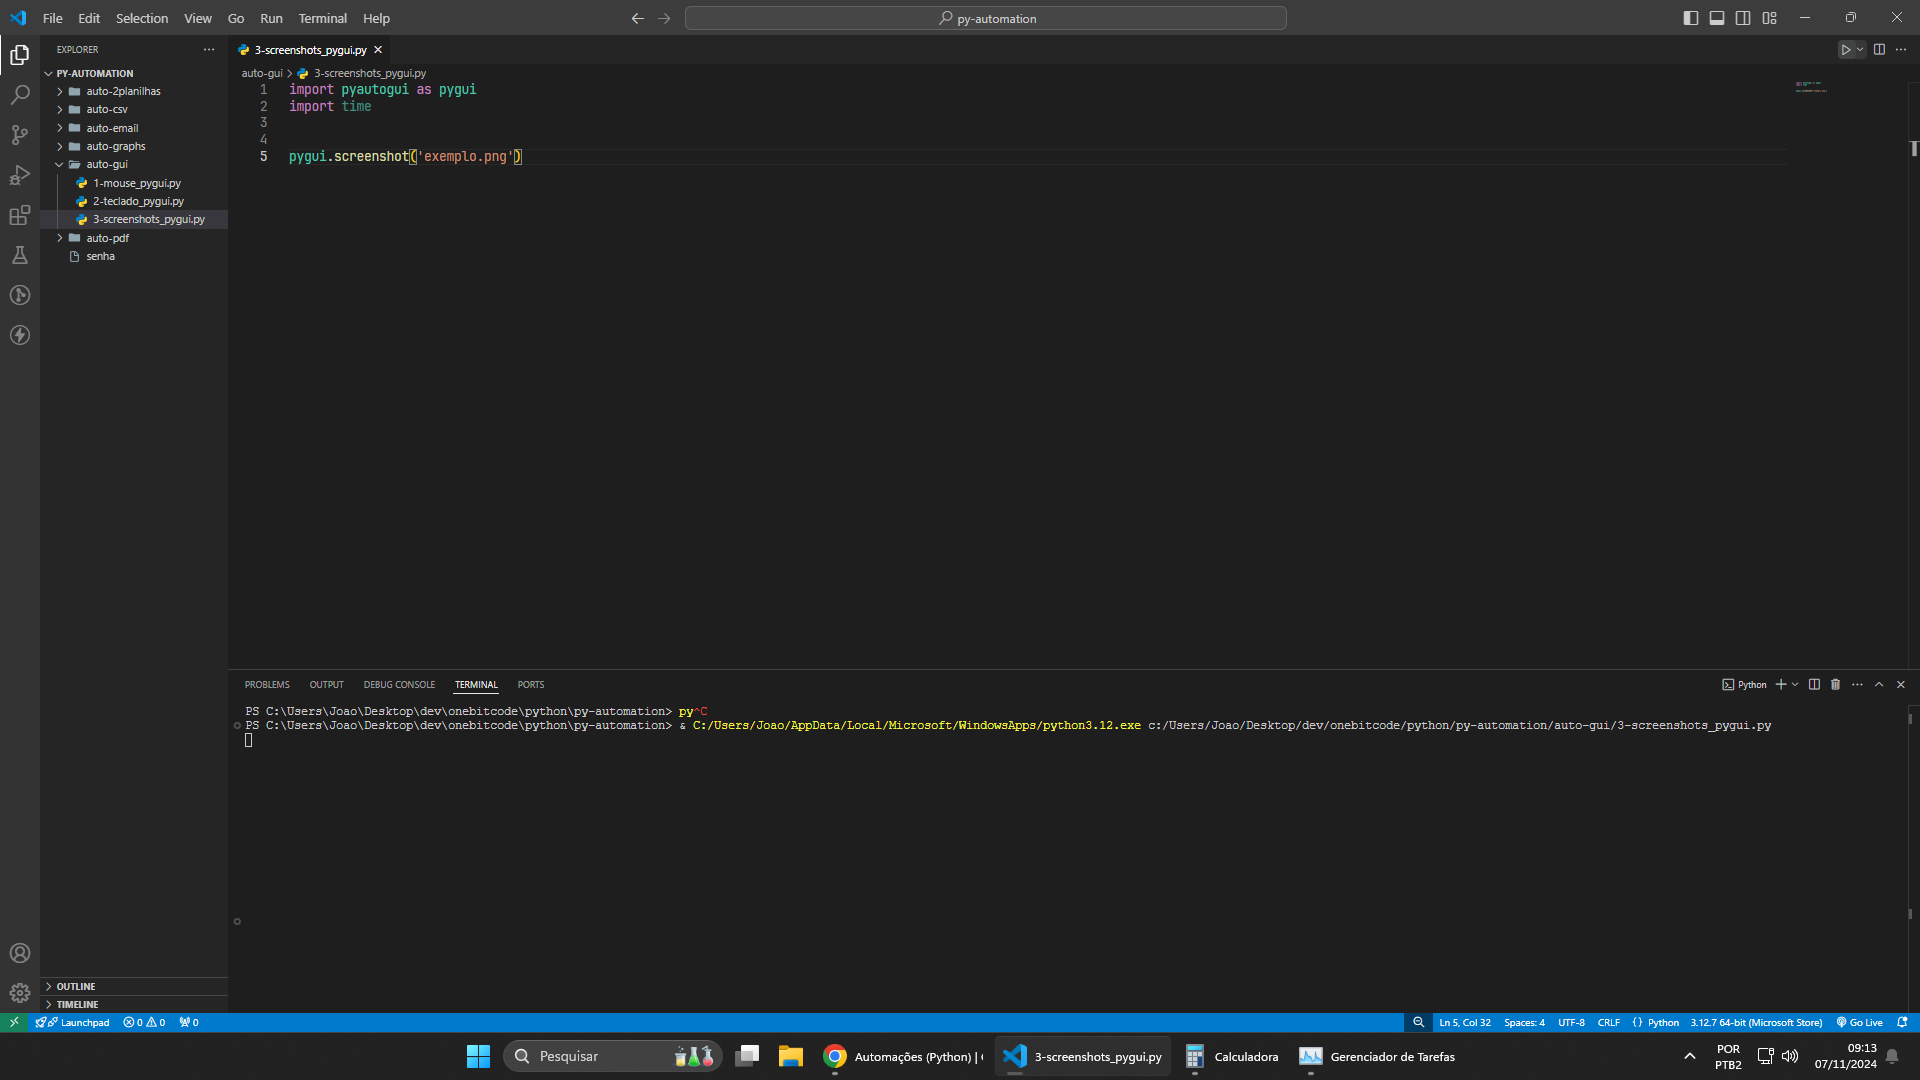 File Edit Selection View Go Run Terminal Help
py-automation
EXPLORER
PY-AUTOMATION
auto-2planilhas
auto-csv
auto-email
auto-graphs
auto-gui
1-mouse_pygui.py
2-teclado_pygui.py
3-screenshots_pygui.py
auto-pdf
senha
OUTLINE
TIMELINE
3-screenshots_pygui.py
auto-gui > 3-screenshots_pygui.py
1 import pyautogui as pygui
2 import time
3
4
5 pygui.screenshot('exemplo.png')
PROBLEMS OUTPUT DEBUG CONSOLE TERMINAL PORTS
Python
PS C:\Users\Joao\Desktop\dev\onebitcode\python\py-automation> py^C
PS C:\Users\Joao\Desktop\dev\onebitcode\python\py-automation> & C:/Users/Joao/AppData/Local/Microsoft/WindowsApps/python3.12.exe c:/Users/Joao/Desktop/dev/onebitcode/python/py-automation/auto-gui/3-screenshots_pygui.py
Launchpad 0 0 0
Ln 5, Col 32 Spaces: 4 UTF-8 CRLF {} Python 3.12.7 64-bit (Microsoft Store) Go Live
Pesquisar
Automações (Python) |
3-screenshots_pygui.py
Calculadora
Gerenciador de Tarefas
POR
PTB2
09:13
07/11/2024